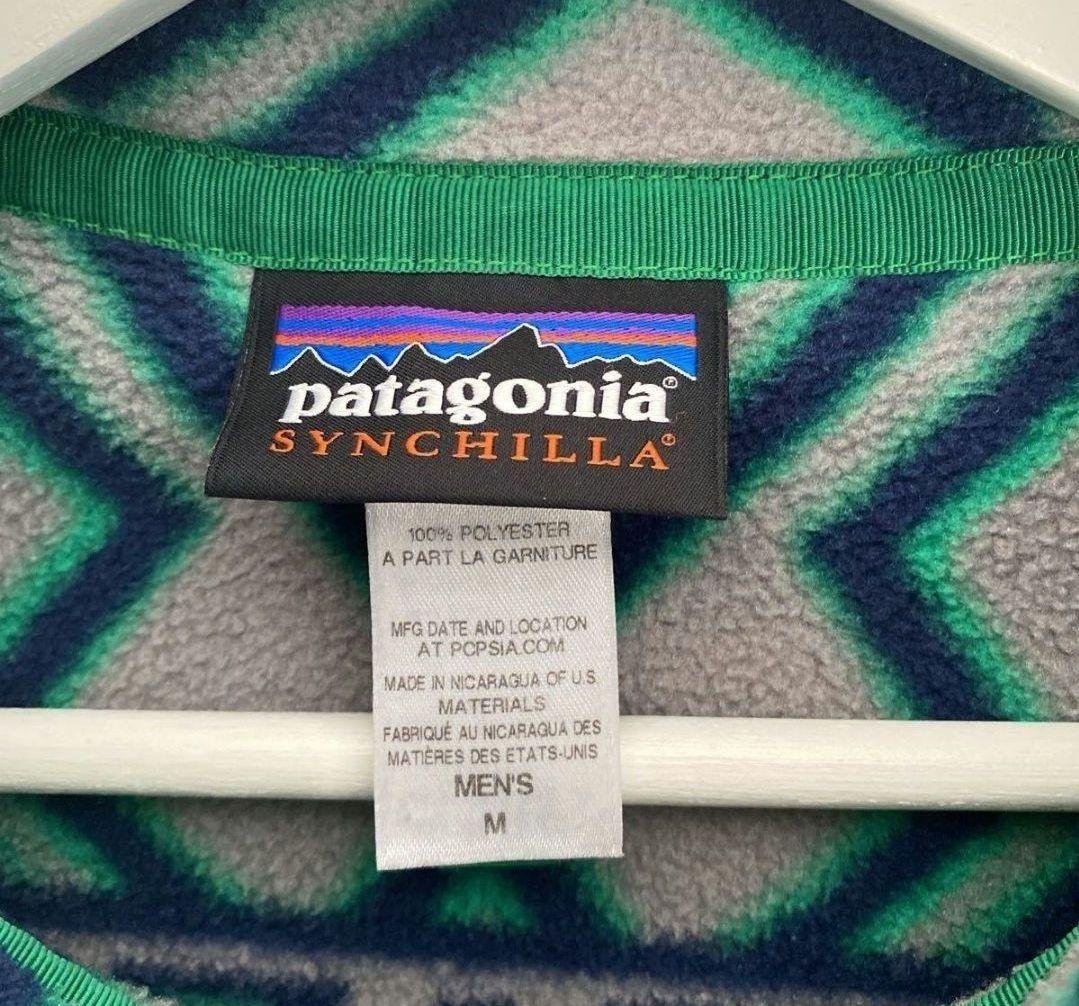 patagonia®
SYNCHILLA®
100% POLYESTER
A PART LA GARNITURE
MFG DATE AND LOCATION
AT PCPSIA.COM
MADE IN NICARAGUA OF U.S.
MATERIALS
FABRIQUÉ AU NICARAQUA DES
MATIÈRES DES ETATS-UNIS
MEN'S
M